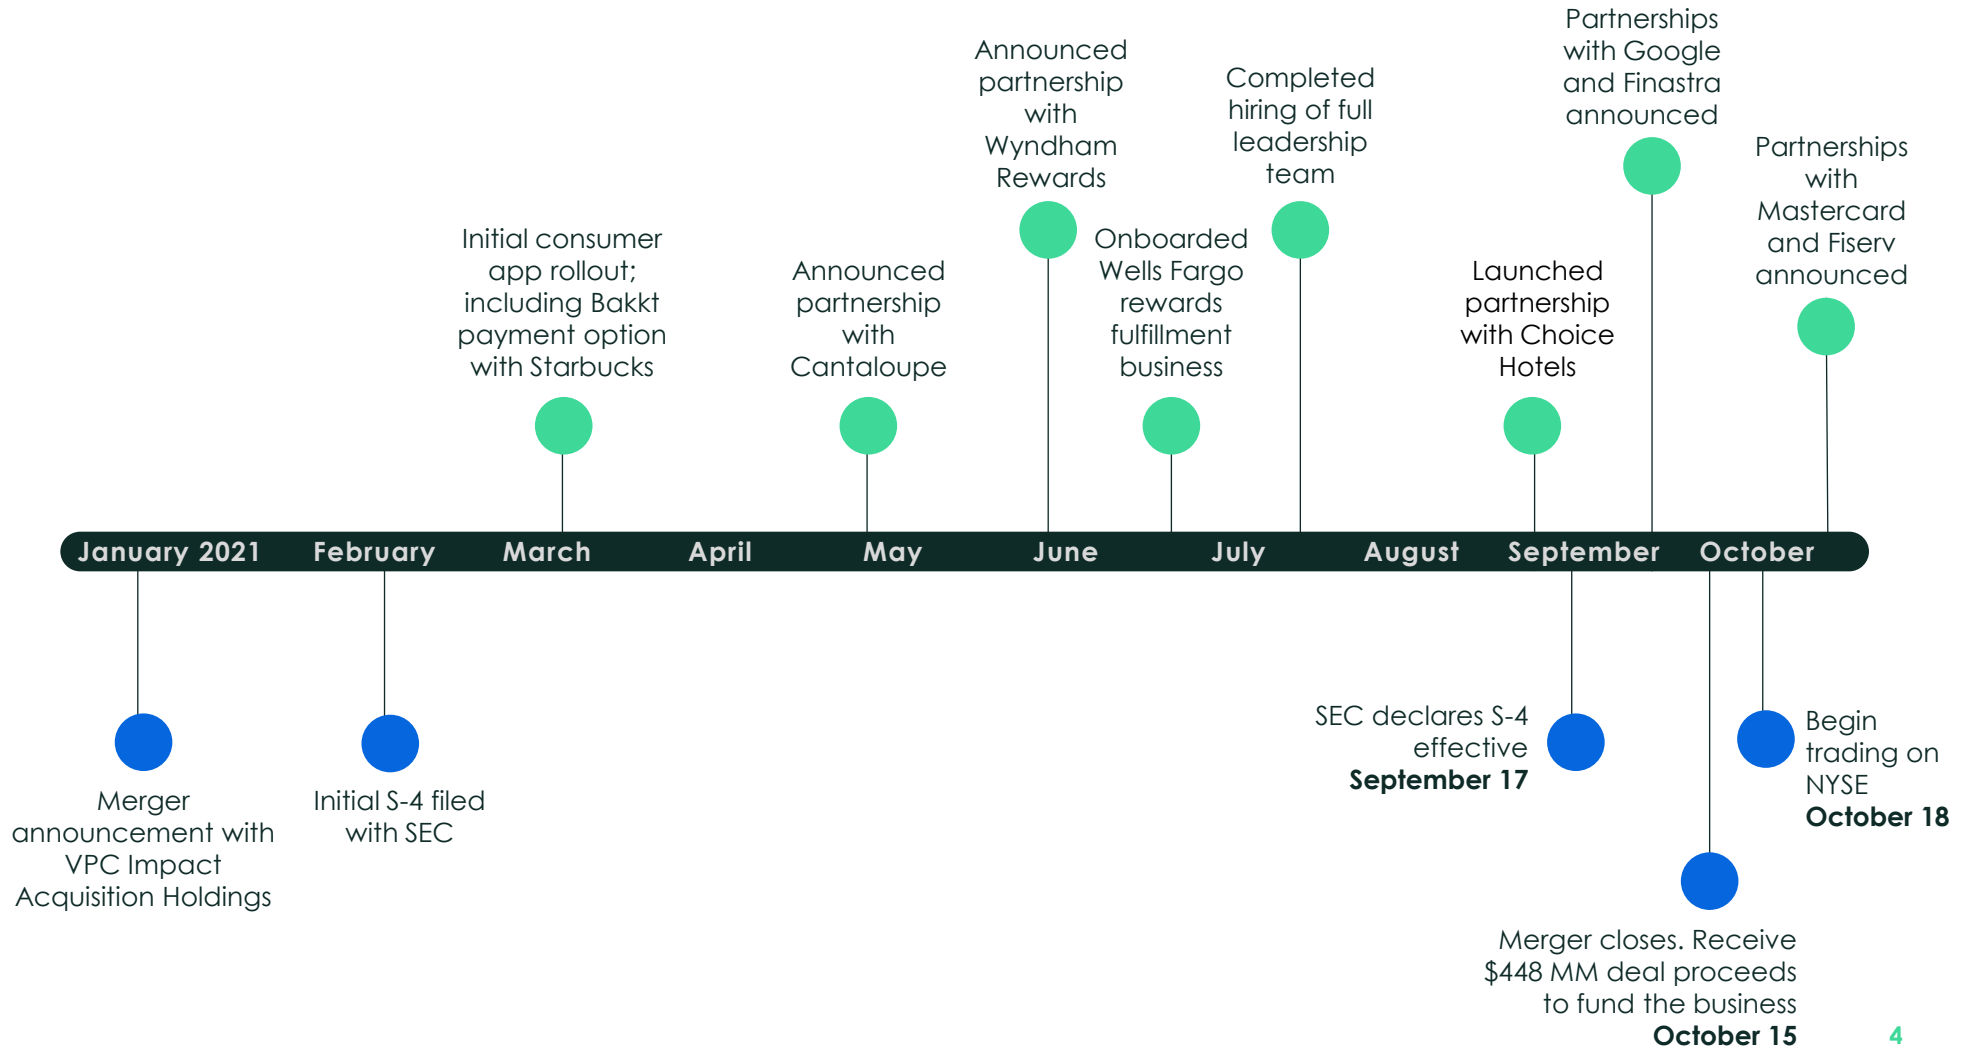 Partnerships
with Google
and Finastra
announced
Announced
partnership
with
Wyndham
Rewards
Completed
hiring of full
leadership
team
Partnerships
with
Mastercard
and Fiserv
announced
Initial consumer
app rollout;
including Bakkt
payment option
with Starbucks
Announced
partnership
with
Cantaloupe
Onboarded
Wells Fargo
rewards
fulfillment
business
Launched
partnership
with Choice
Hotels
January 2021 February March April May June July August September October
Merger
announcement with
VPC Impact
Acquisition Holdings
Initial S-4 filed
with SEC
SEC declares S-4
effective
September 17
Begin
trading on
NYSE
October 18
Merger closes. Receive
$448 MM deal proceeds
to fund the business
October 15
4